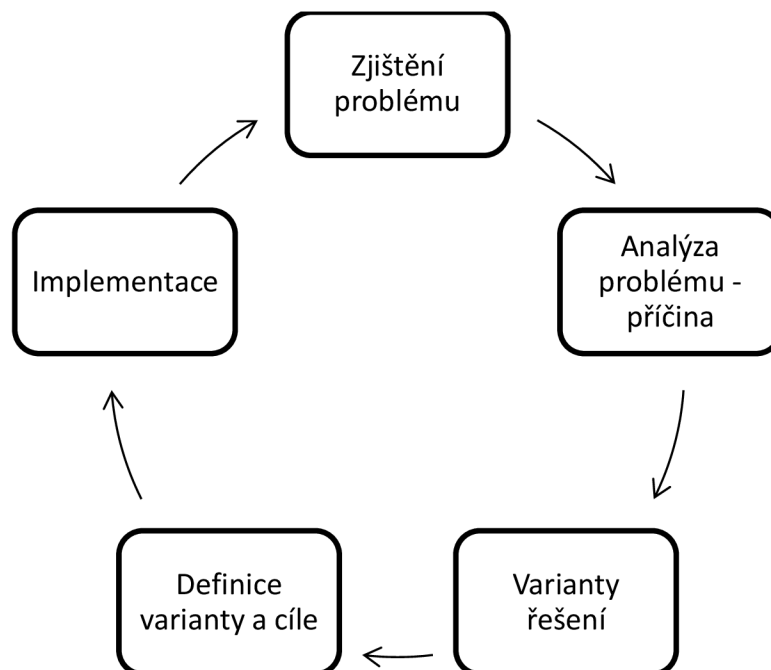 Zjištění
problému
Analýza
problému -
příčina
Varianty
řešení
Definice
varianty a cíle
Implementace